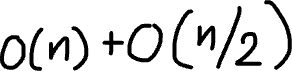 O(n) + O(n/2)